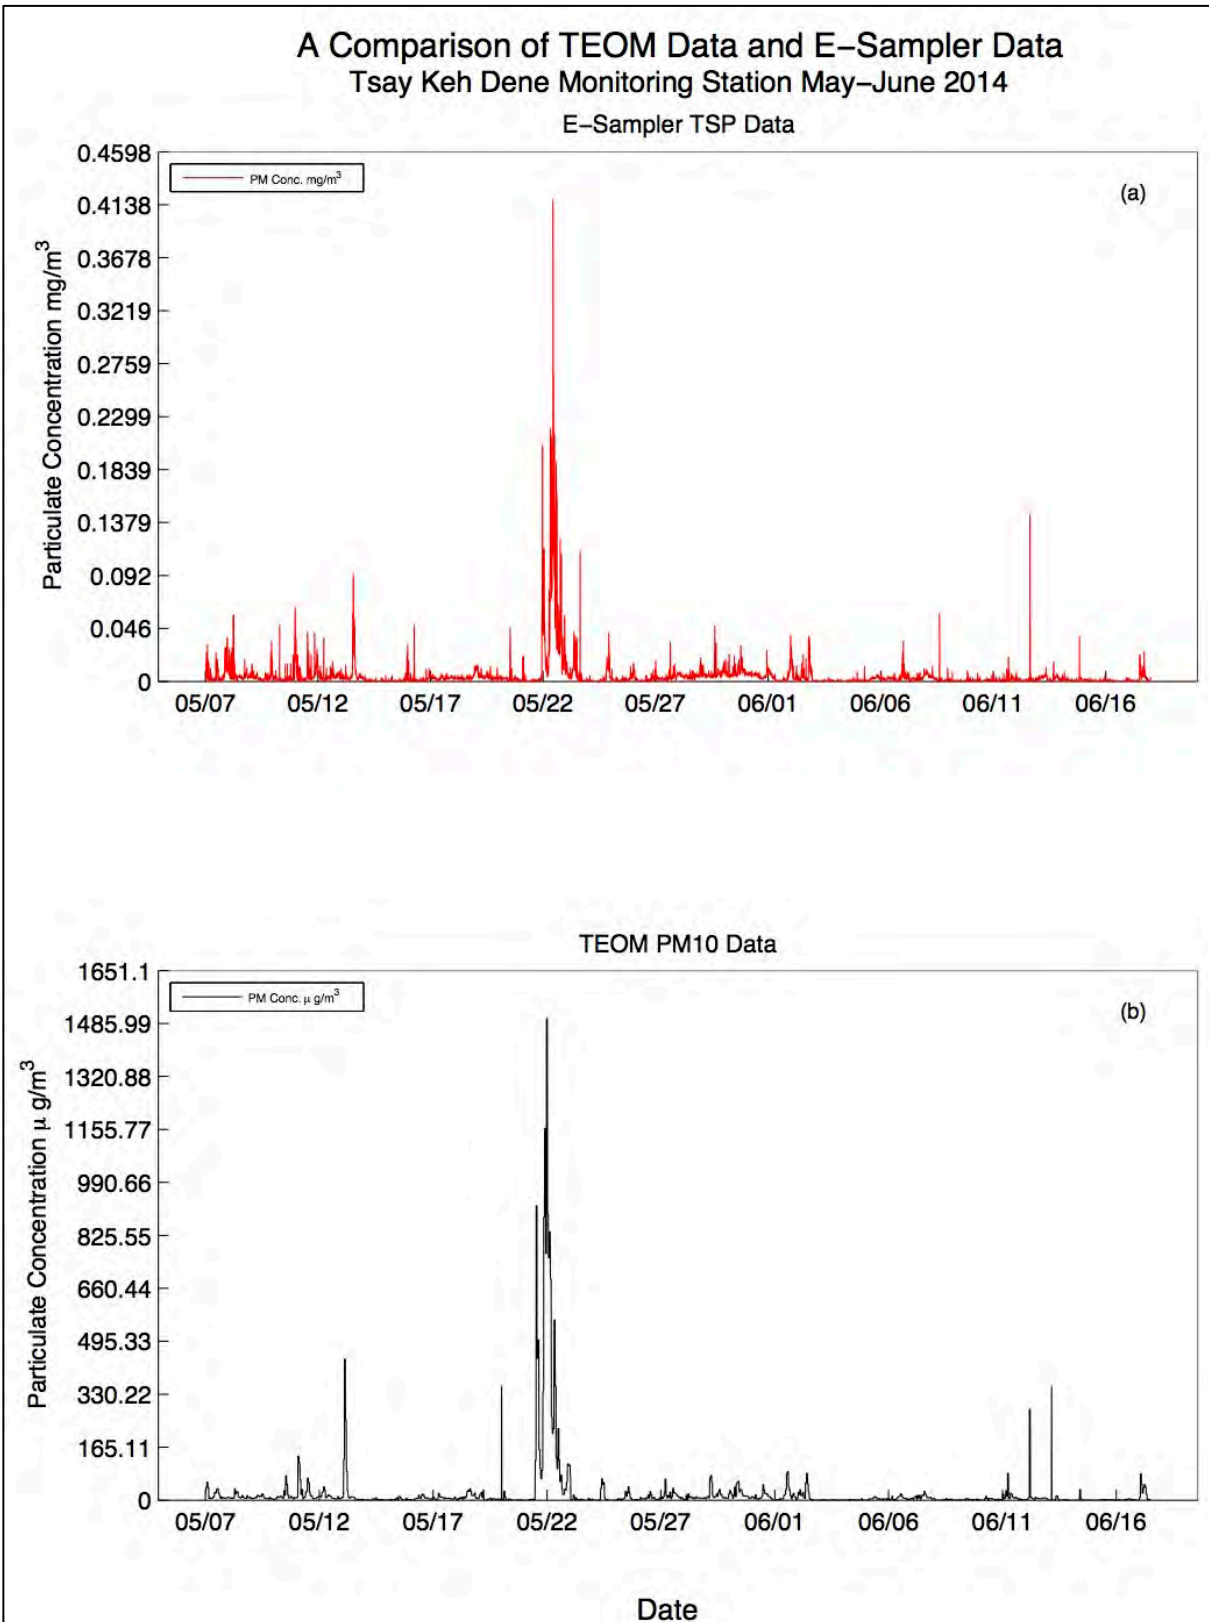 A Comparison of TEOM Data and E−Sampler Data
Tsay Keh Dene Monitoring Station May−June 2014
E−Sampler TSP Data
PM Conc. mg/m³
(a)
Particulate Concentration mg/m³
0.4598
0.4138
0.3678
0.3219
0.2759
0.2299
0.1839
0.1379
0.092
0.046
0
05/07 05/12 05/17 05/22 05/27 06/01 06/06 06/11 06/16
TEOM PM10 Data
PM Conc. µ g/m³
(b)
Particulate Concentration µ g/m³
1651.1
1485.99
1320.88
1155.77
990.66
825.55
660.44
495.33
330.22
165.11
0
05/07 05/12 05/17 05/22 05/27 06/01 06/06 06/11 06/16
Date